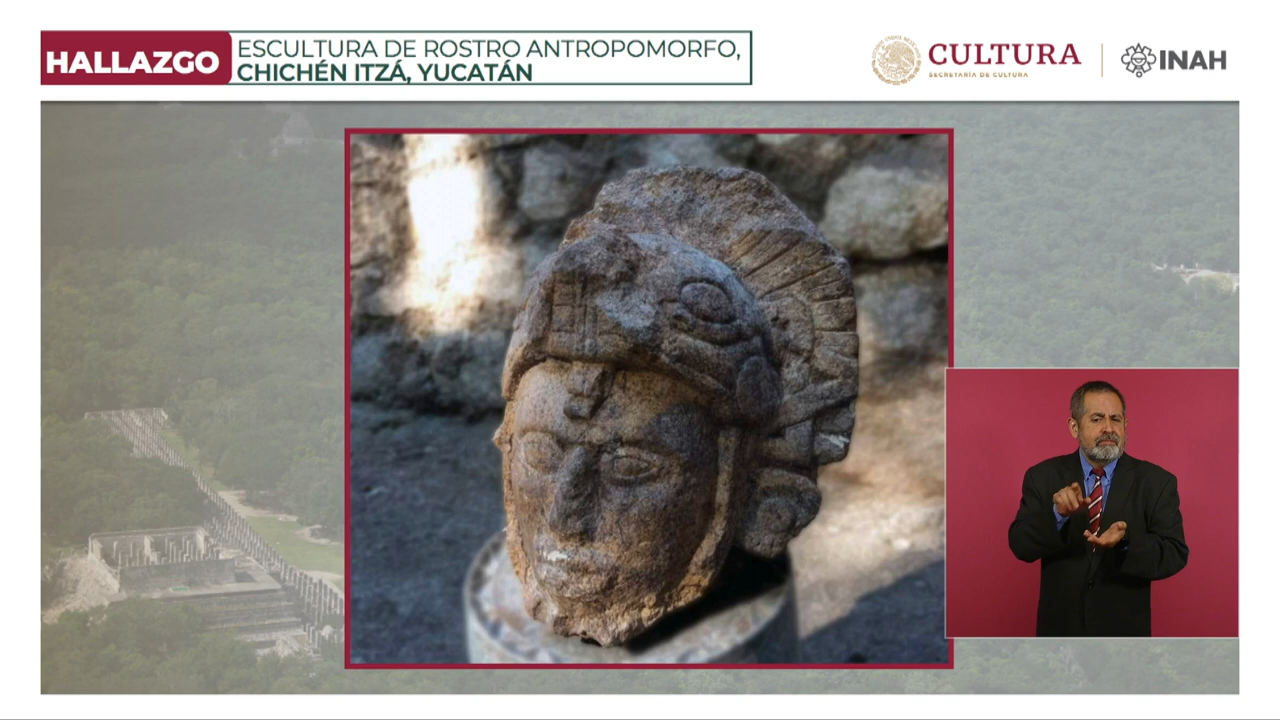 HALLAZGO
ESCULTURA DE ROSTRO ANTROPOMORFO,
CHICHÉN ITZÁ, YUCATÁN
CULTURA
SECRETARÍA DE CULTURA
INAH